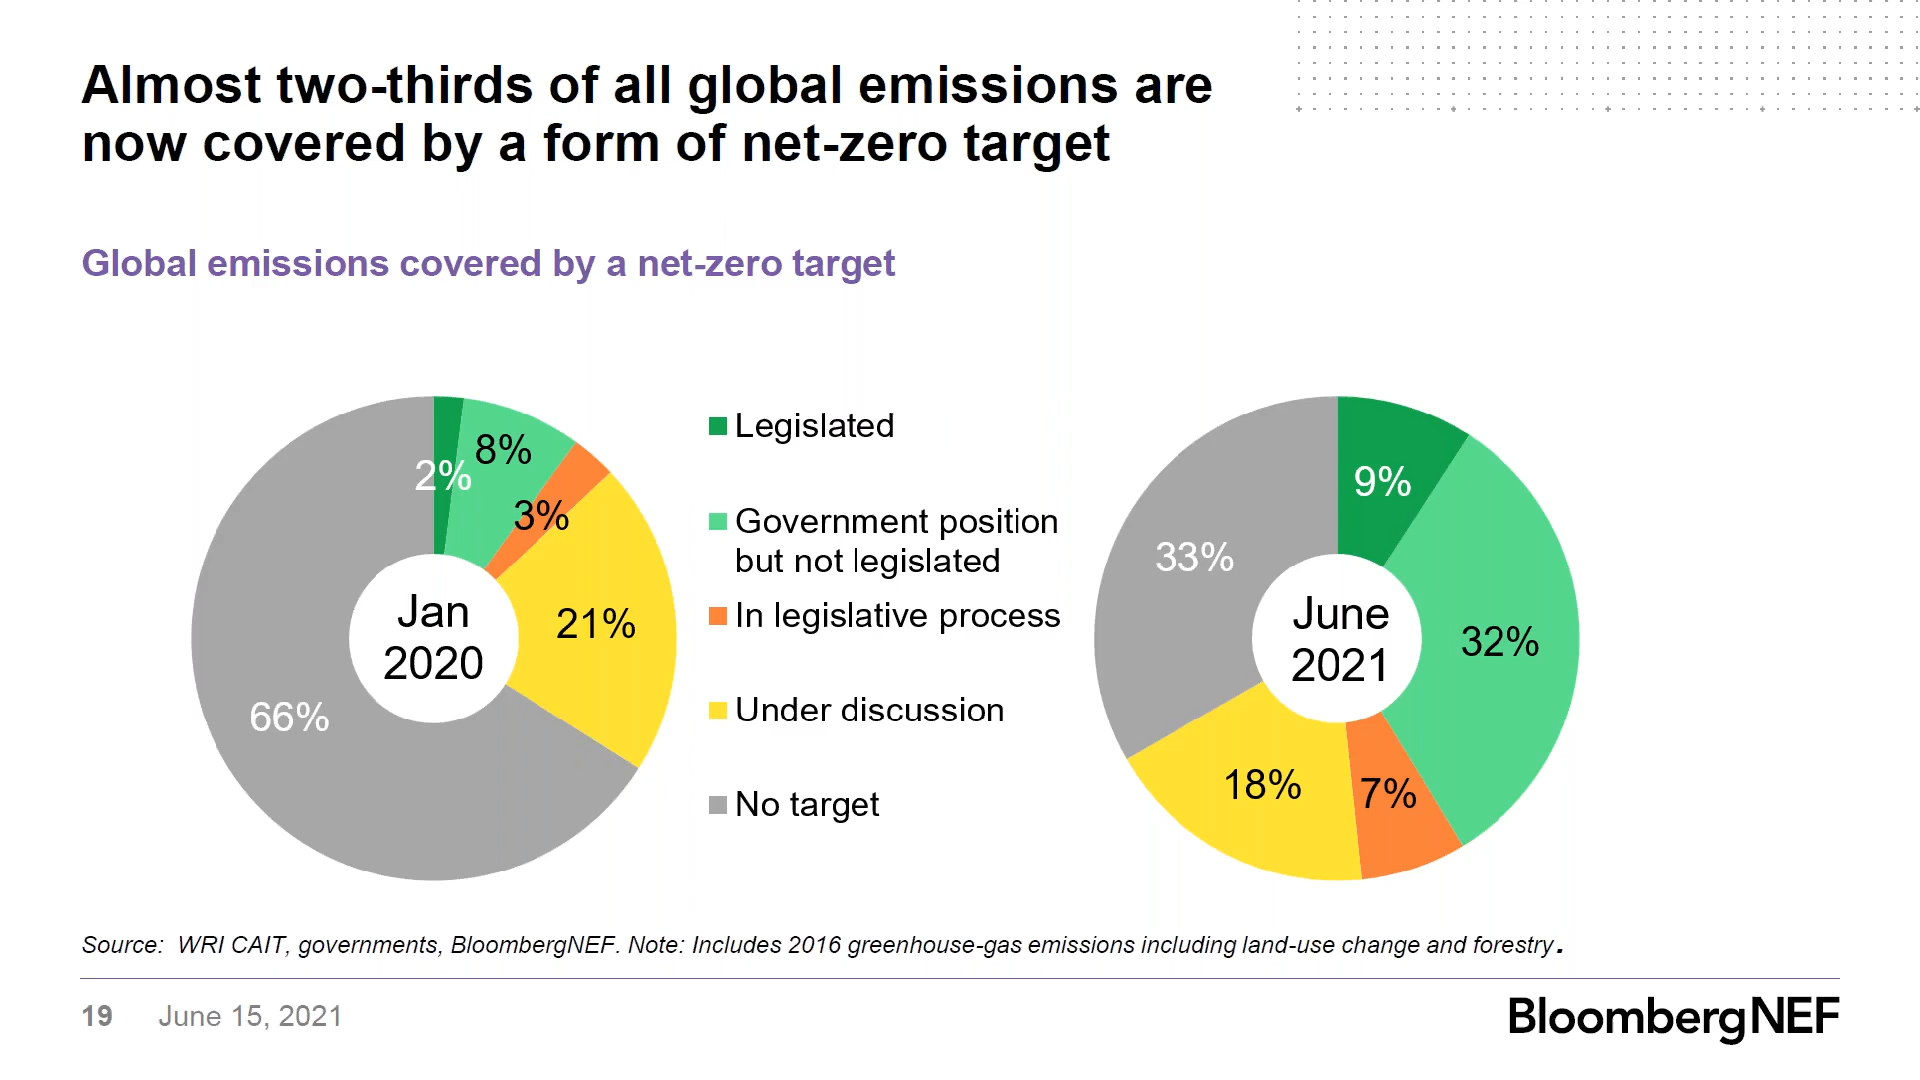 Almost two-thirds of all global emissions are
now covered by a form of net-zero target
Global emissions covered by a net-zero target
2%
8%
3%
21%
66%
Jan
2020
Legislated
Government position
but not legislated
In legislative process
Under discussion
No target
9%
32%
7%
18%
33%
June
2021
Source: WRI CAIT, governments, BloombergNEF. Note: Includes 2016 greenhouse-gas emissions including land-use change and forestry.
19 June 15, 2021
BloombergNEF